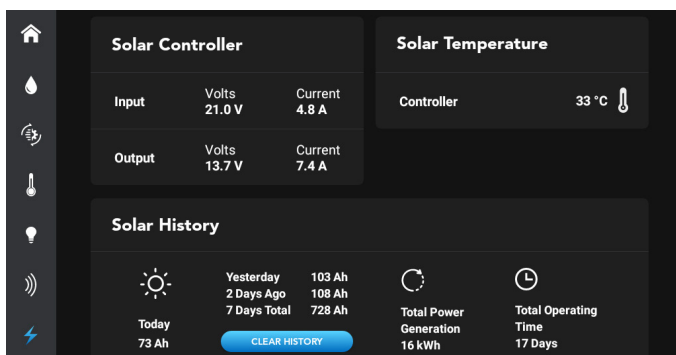 Solar Controller
Input
Volts
21.0 V
Current
4.8 A
Output
Volts
13.7 V
Current
7.4 A
Solar Temperature
Controller
33 °C
Solar History
Today
73 Ah
Yesterday 103 Ah
2 Days Ago 108 Ah
7 Days Total 728 Ah
CLEAR HISTORY
Total Power
Generation
16 kWh
Total Operating
Time
17 Days